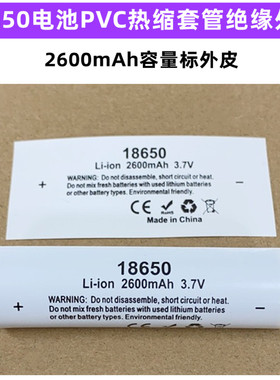 50电池PVC热缩套管绝缘外
2600mAh容量标外皮
18650
Li-ion 2600mAh 3.7V
WARNING: Do not disassemble, short circuit or heat.
Do not mix fresh batteries with used lithium batteries
or other battery types. Environmental friendly.
+ -
CE
Made in China
18650
Li-ion 2600mAh 3.7V
+ -
WARNING: Do not disassemble, short circuit or heat.
Do not mix fresh batteries with used lithium batteries
or other battery types. Environmental friendly.